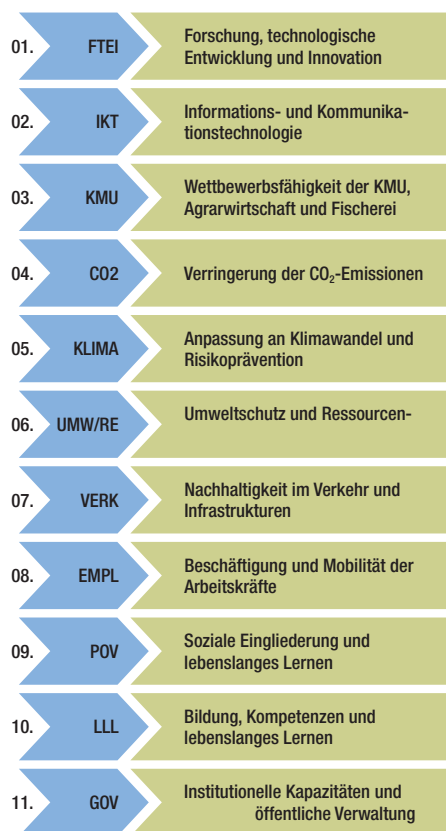 01. FTEI Forschung, technologische
Entwicklung und Innovation
02. IKT Informations- und Kommunika-
tionstechnologie
03. KMU Wettbewerbsfähigkeit der KMU,
Agrarwirtschaft und Fischerei
04. CO2 Verringerung der CO₂-Emissionen
05. KLIMA Anpassung an Klimawandel und
Risikoprävention
06. UMW/RE Umweltschutz und Ressourcen-
07. VERK Nachhaltigkeit im Verkehr und
Infrastrukturen
08. EMPL Beschäftigung und Mobilität der
Arbeitskräfte
09. POV Soziale Eingliederung und
lebenslanges Lernen
10. LLL Bildung, Kompetenzen und
lebenslanges Lernen
11. GOV Institutionelle Kapazitäten und
öffentliche Verwaltung